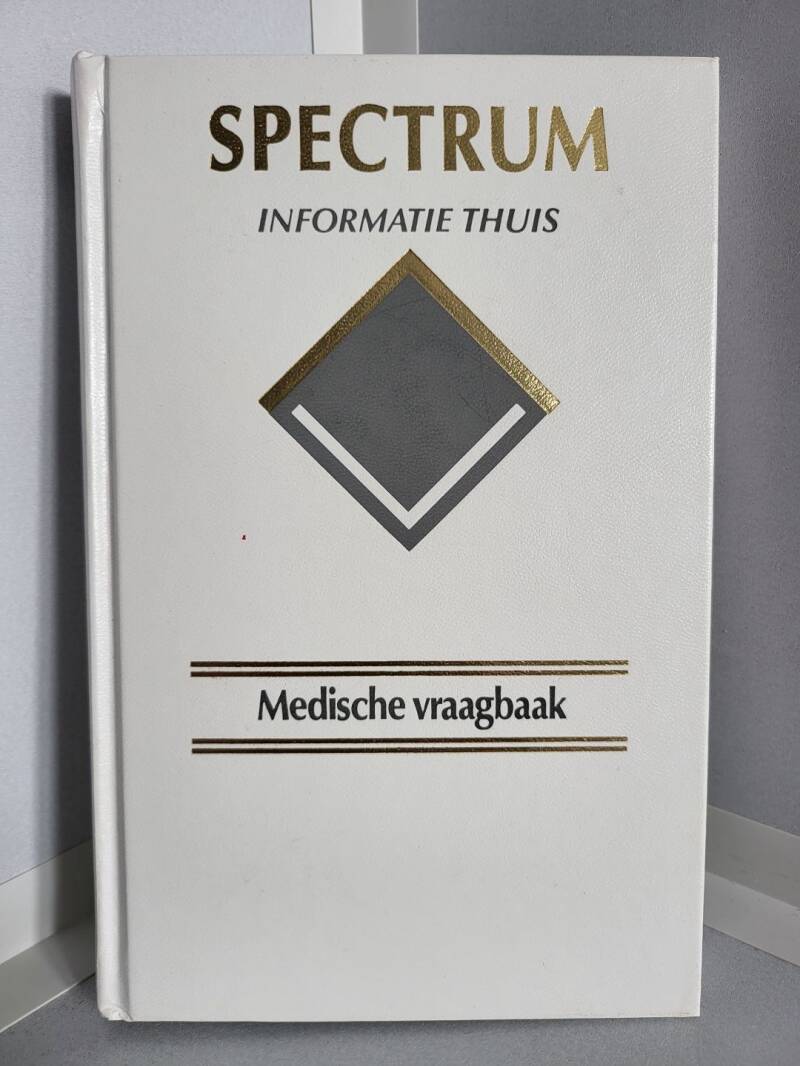 SPECTRUM
INFORMATIE THUIS
Medische vraagbaak